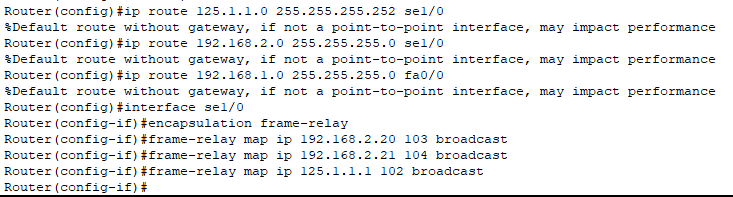 Router(config)#ip route 125.1.1.0 255.255.255.252 se1/0
%Default route without gateway, if not a point-to-point interface, may impact performance
Router(config)#ip route 192.168.2.0 255.255.255.0 se1/0
%Default route without gateway, if not a point-to-point interface, may impact performance
Router(config)#ip route 192.168.1.0 255.255.255.0 fa0/0
%Default route without gateway, if not a point-to-point interface, may impact performance
Router(config)#interface se1/0
Router(config-if)#encapsulation frame-relay
Router(config-if)#frame-relay map ip 192.168.2.20 103 broadcast
Router(config-if)#frame-relay map ip 192.168.2.21 104 broadcast
Router(config-if)#frame-relay map ip 125.1.1.1 102 broadcast
Router(config-if)#